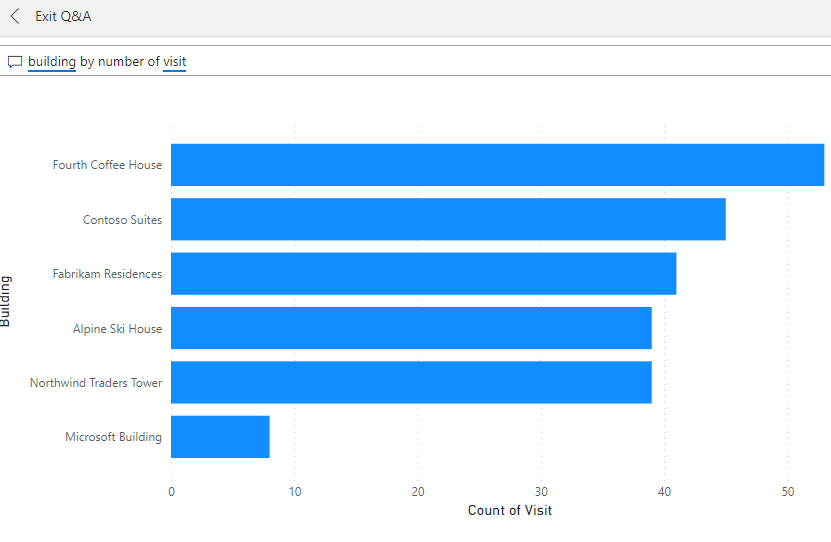 Exit Q&A
building by number of visit
Building
Fourth Coffee House
Contoso Suites
Fabrikam Residences
Alpine Ski House
Northwind Traders Tower
Microsoft Building
0 10 20 30 40 50
Count of Visit